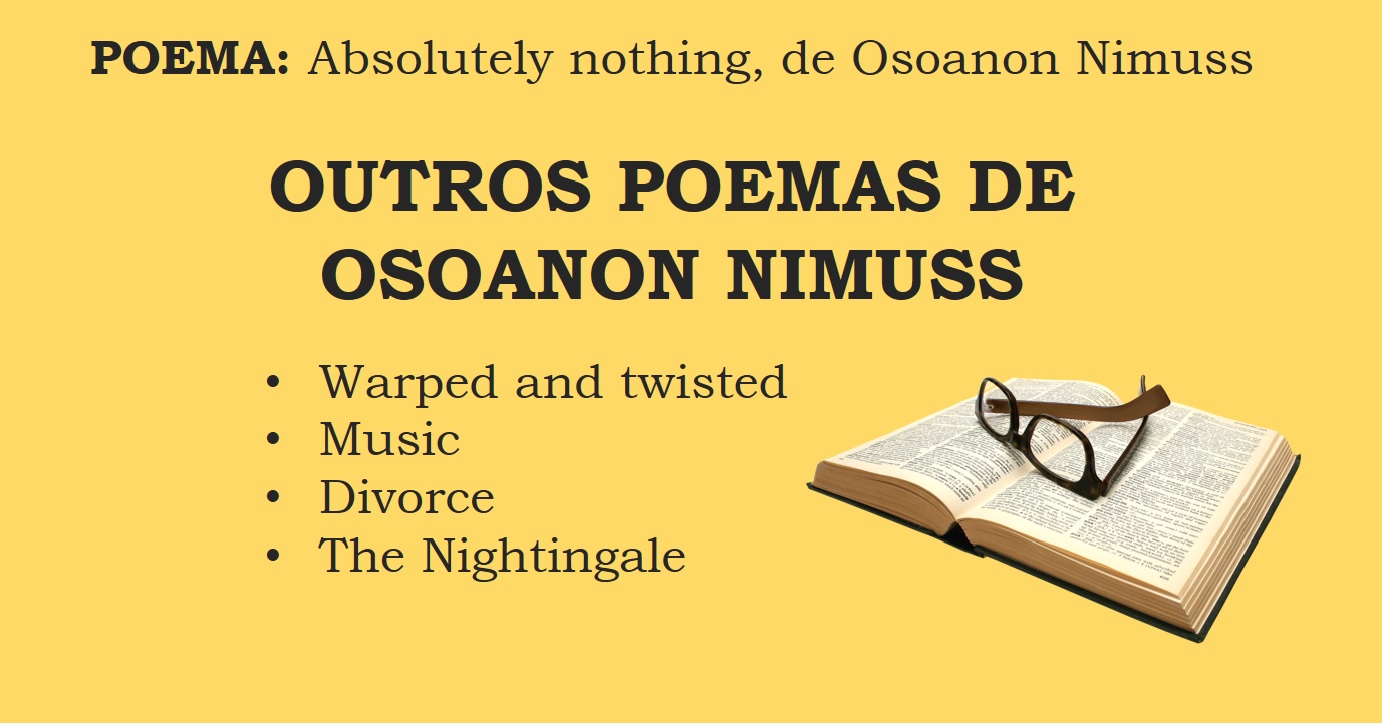 POEMA: Absolutely nothing, de Osoanon Nimuss
OUTROS POEMAS DE
OSOANON NIMUSS
• Warped and twisted
• Music
• Divorce
• The Nightingale